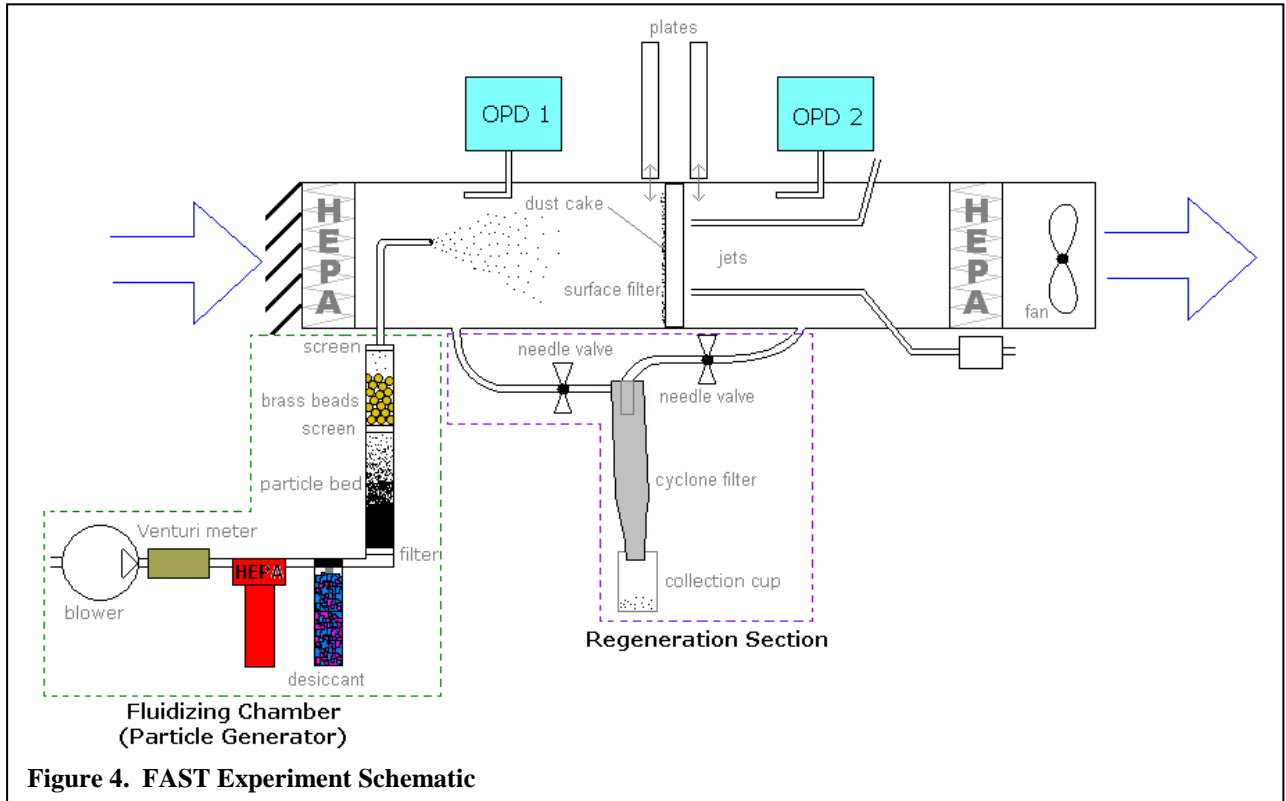 plates
OPD 1
OPD 2
HEPA
dust cake
surface filter
jets
HEPA
fan
screen
brass beads
screen
particle bed
filter
needle valve
needle valve
cyclone filter
collection cup
Regeneration Section
Venturi meter
HEPA
blower
desiccant
Fluidizing Chamber
(Particle Generator)
Figure 4. FAST Experiment Schematic